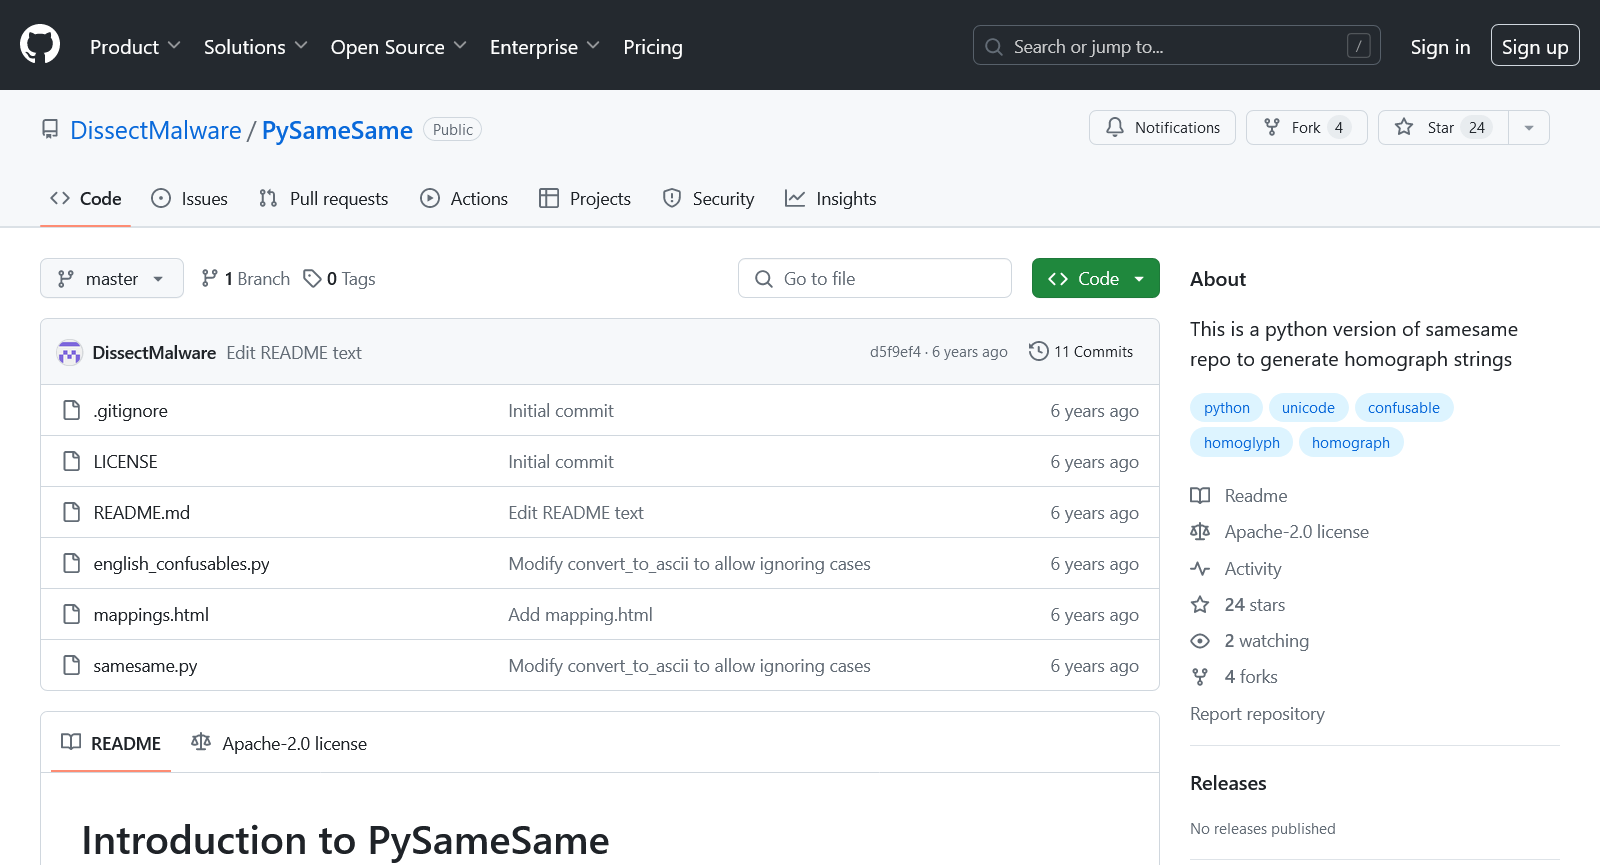 Product Solutions Open Source Enterprise Pricing Search or jump to... / Sign in Sign up
DissectMalware / PySameSame Public Notifications Fork 4 Star 24
Code Issues Pull requests Actions Projects Security Insights
master 1 Branch 0 Tags Go to file Code
DissectMalware Edit README text d5f9ef4 · 6 years ago 11 Commits
.gitignore Initial commit 6 years ago
LICENSE Initial commit 6 years ago
README.md Edit README text 6 years ago
english_confusables.py Modify convert_to_ascii to allow ignoring cases 6 years ago
mappings.html Add mapping.html 6 years ago
samesame.py Modify convert_to_ascii to allow ignoring cases 6 years ago
README Apache-2.0 license
Introduction to PySameSame
About
This is a python version of samesame
repo to generate homograph strings
python unicode confusable
homoglyph homograph
Readme
Apache-2.0 license
Activity
24 stars
2 watching
4 forks
Report repository
Releases
No releases published